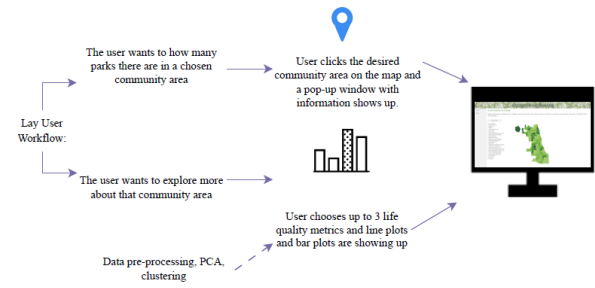 The user wants to how many
parks there are in a chosen
community area
User clicks the desired
community area on the map and
a pop-up window with
information shows up.
Lay User
Workflow:
The user wants to explore more
about that community area
User chooses up to 3 life
quality metrics and line plots
and bar plots are showing up
Data pre-processing, PCA,
clustering